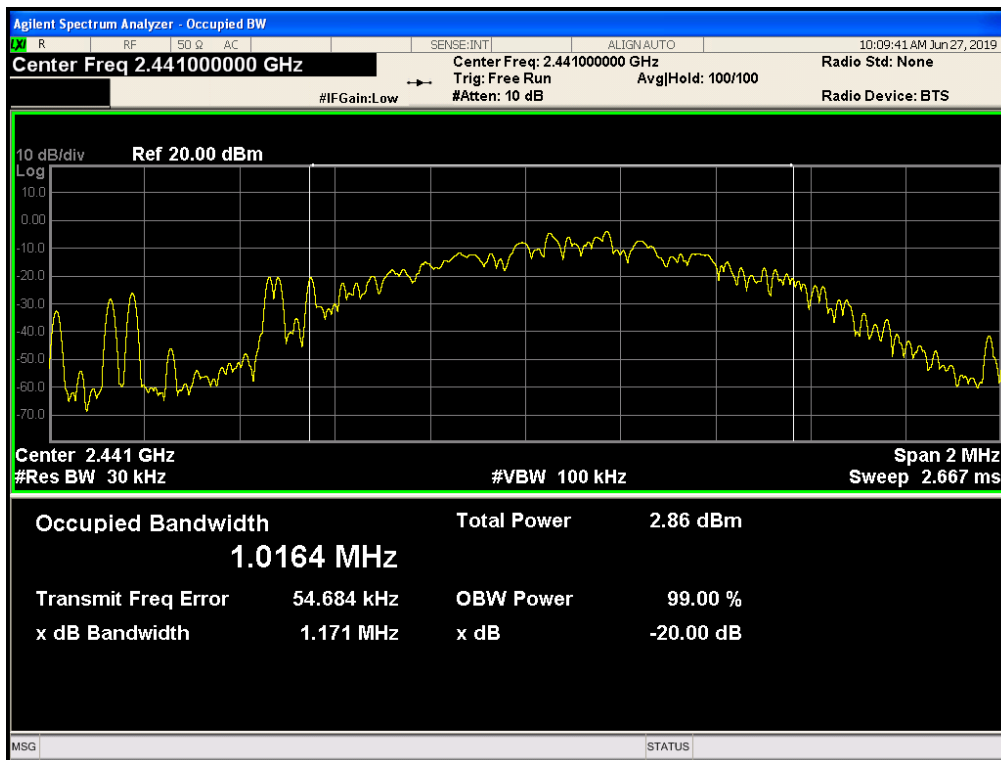 Agilent Spectrum Analyzer - Occupied BW
LXI R RF 50 Ω AC SENSE:INT ALIGN AUTO 10:09:41 AM Jun 27, 2019
Center Freq 2.441000000 GHz
Center Freq: 2.441000000 GHz
Radio Std: None
Trig: Free Run Avg|Hold: 100/100
#IFGain:Low
#Atten: 10 dB
Radio Device: BTS
10 dB/div Ref 20.00 dBm
Log
10.0
0.00
-10.0
-20.0
-30.0
-40.0
-50.0
-60.0
-70.0
Center 2.441 GHz Span 2 MHz
#Res BW 30 kHz #VBW 100 kHz Sweep 2.667 ms
Occupied Bandwidth Total Power 2.86 dBm
1.0164 MHz
Transmit Freq Error 54.684 kHz OBW Power 99.00 %
x dB Bandwidth 1.171 MHz x dB -20.00 dB
MSG STATUS